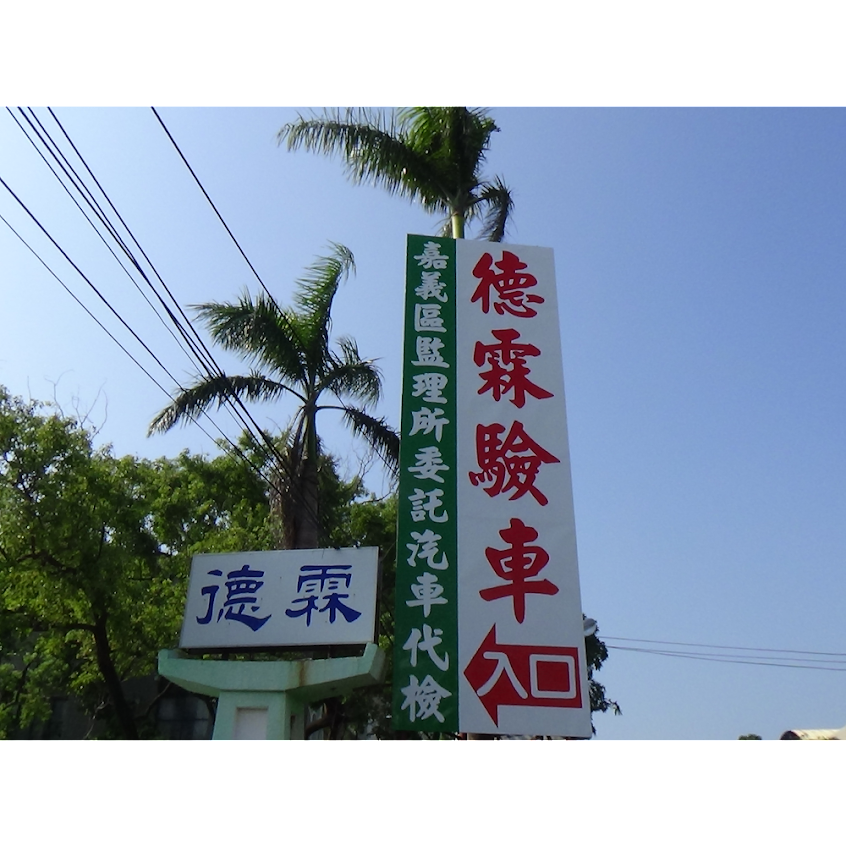 德霖驗車
入口
嘉義區監理所委託汽車代檢
德霖